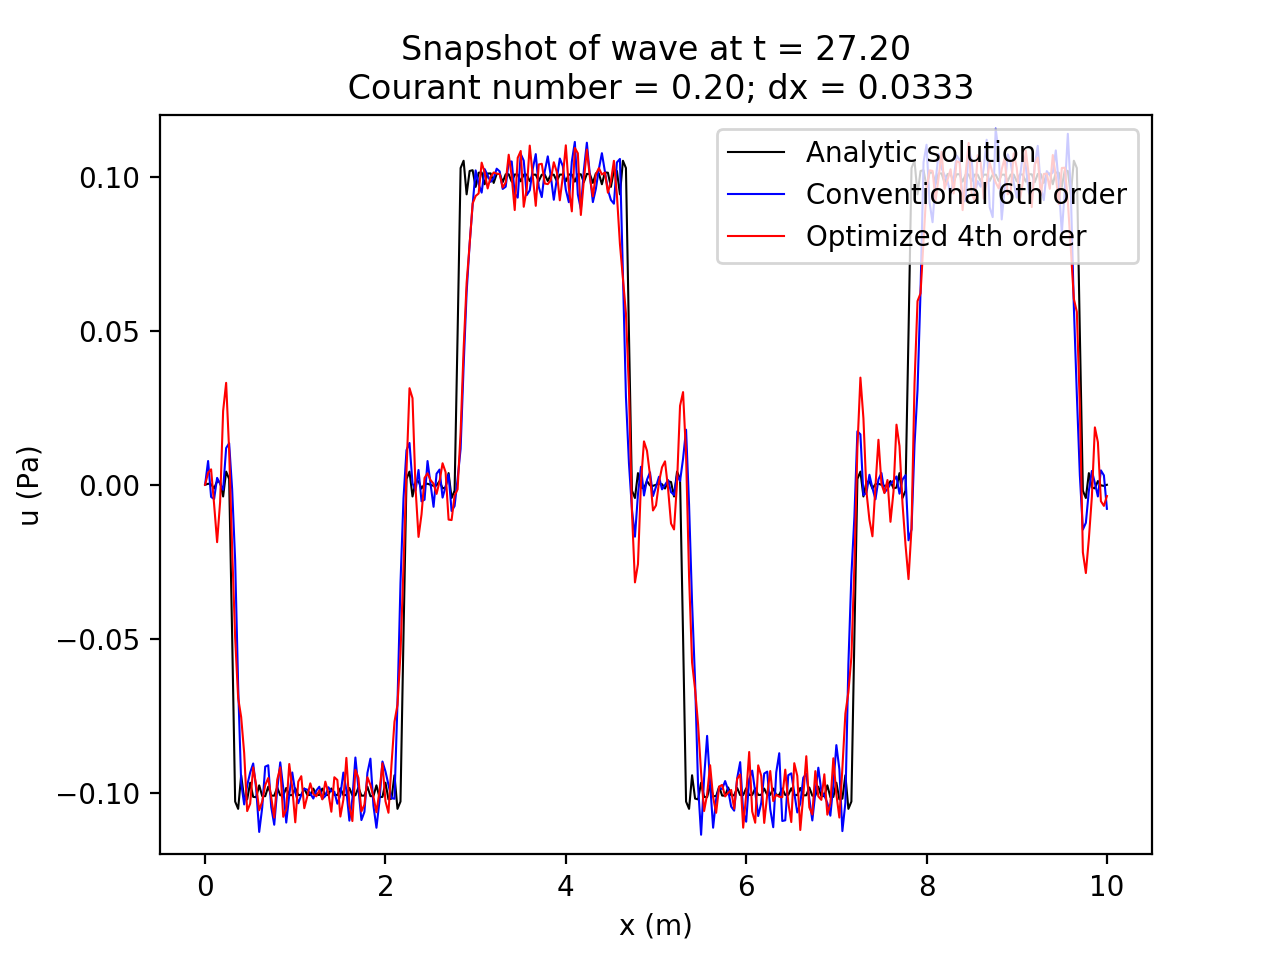 Snapshot of wave at t = 27.20
Courant number = 0.20; dx = 0.0333
Analytic solution
Conventional 6th order
Optimized 4th order
0.10
0.05
0.00
−0.05
−0.10
u (Pa)
0 2 4 6 8 10
x (m)